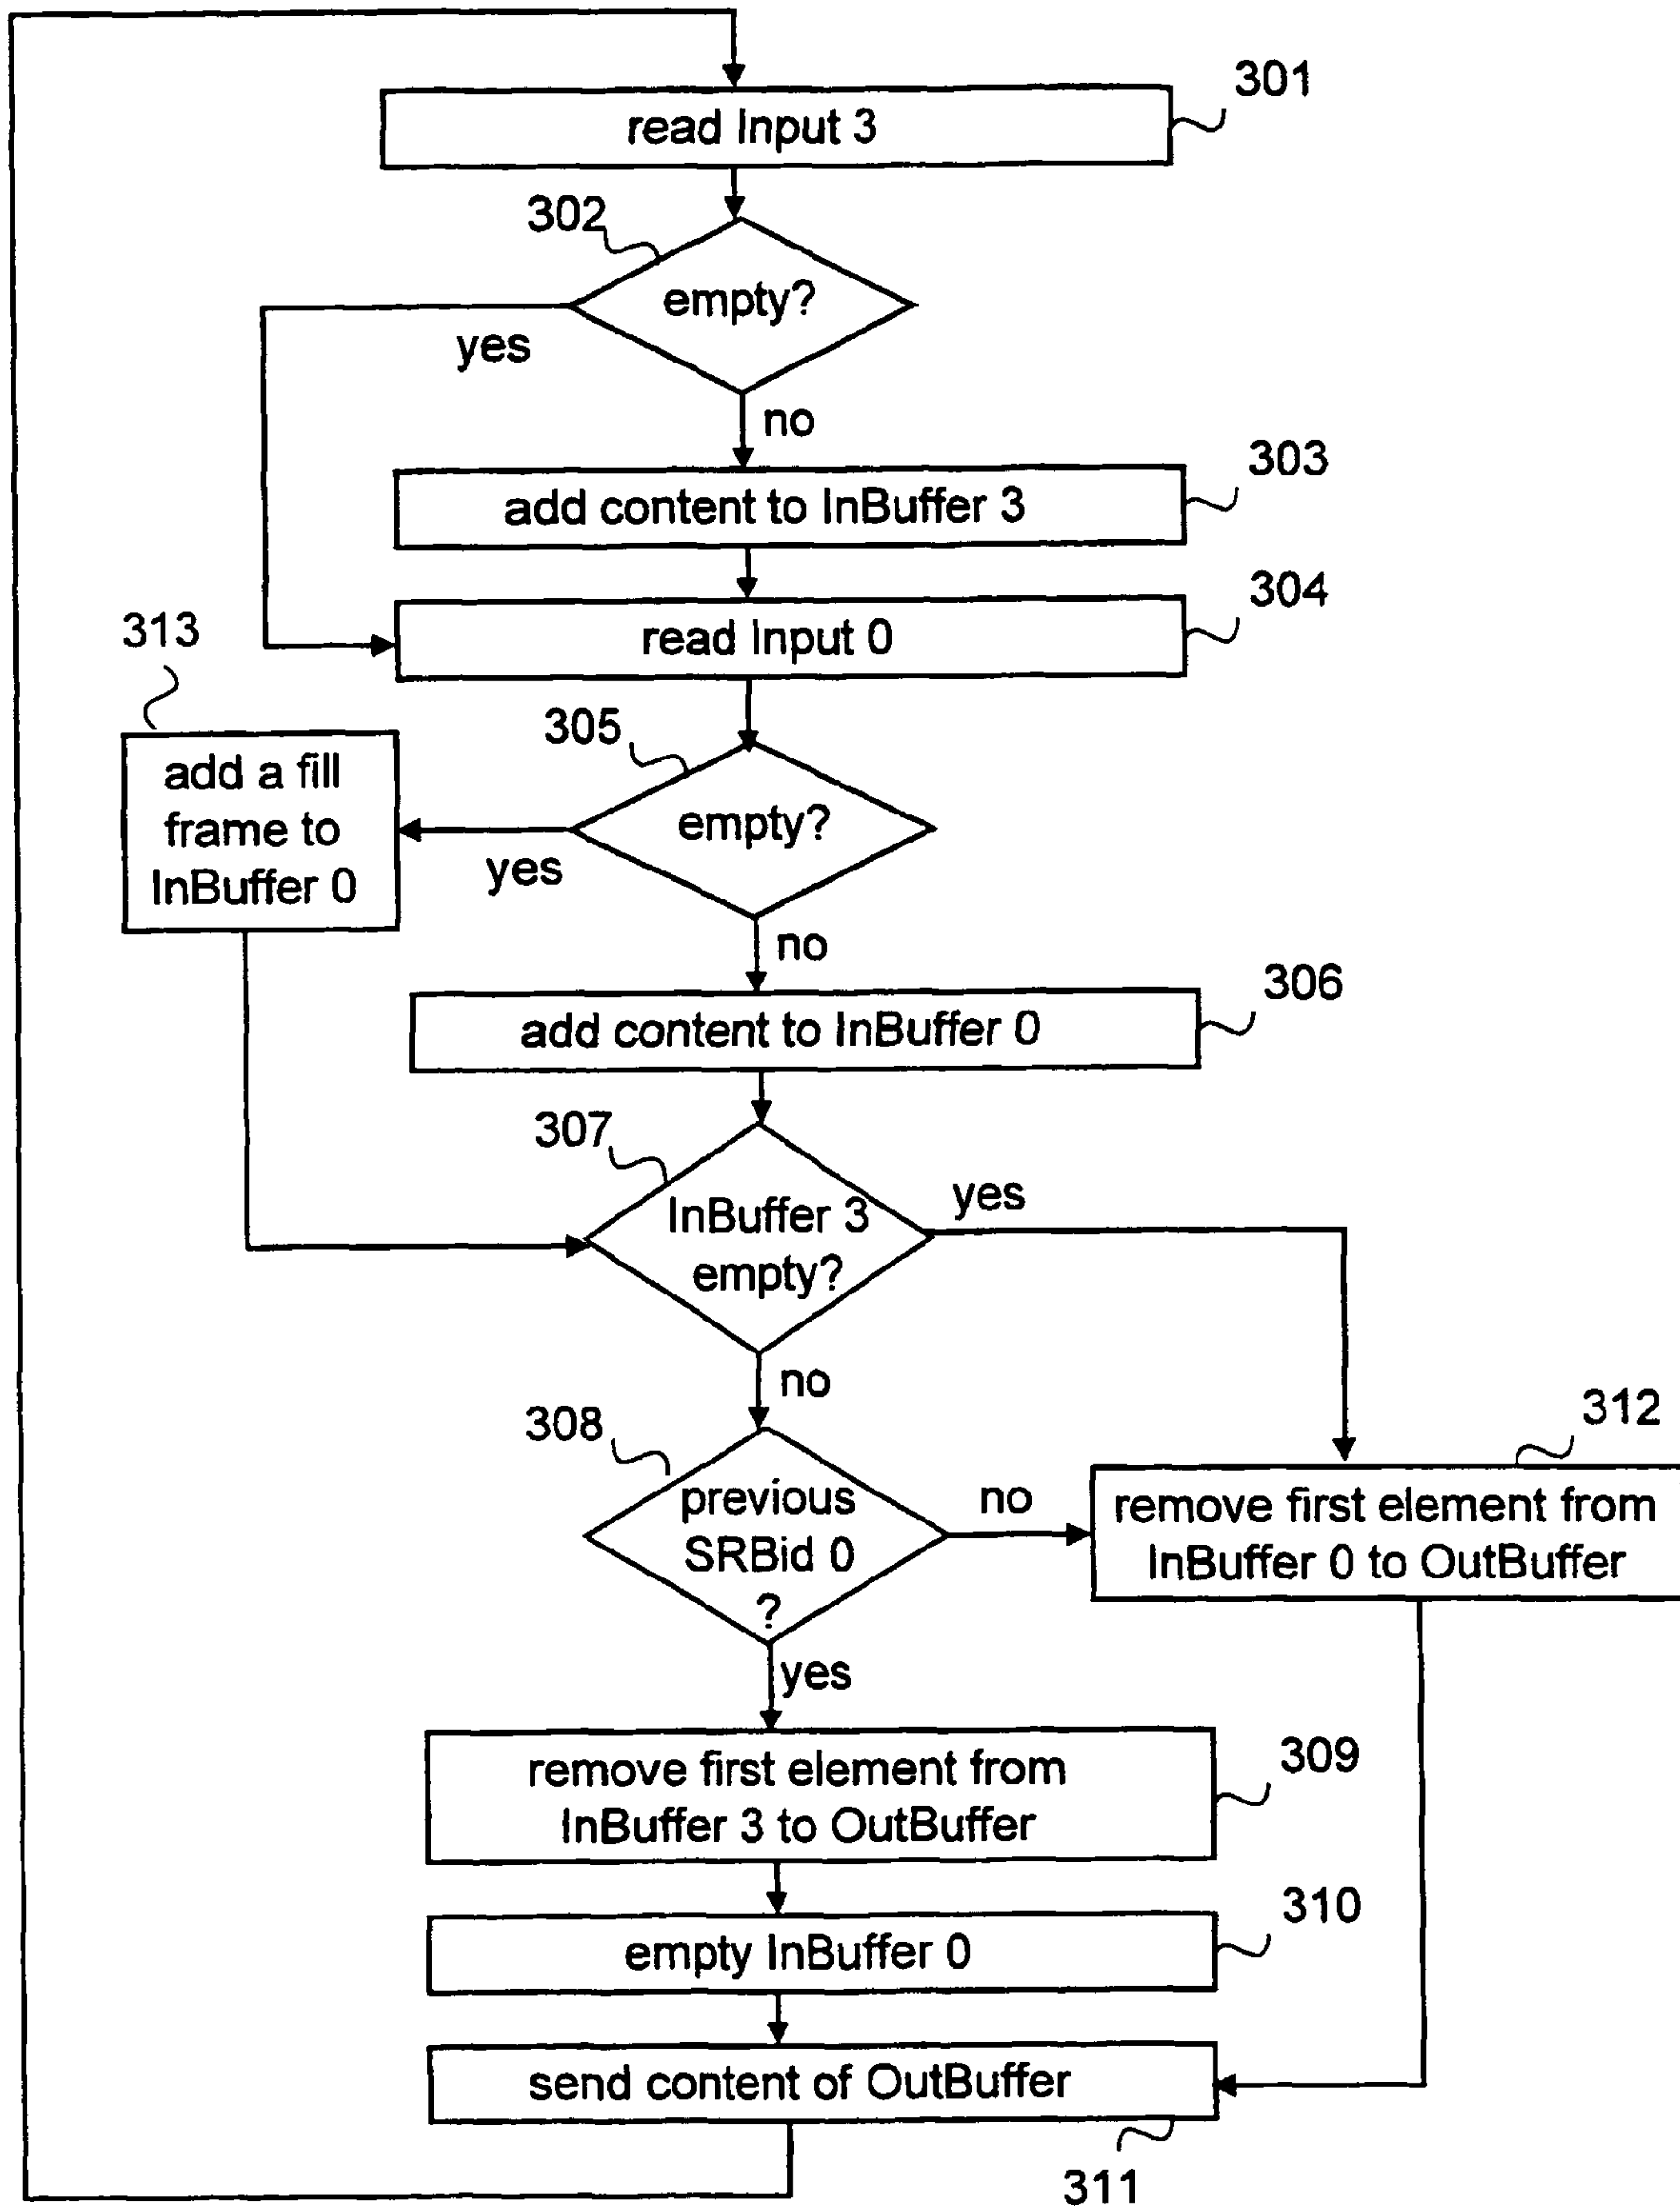 301
read Input 3
302
empty?
yes
no
303
add content to InBuffer 3
304
read Input 0
313
305
add a fill
frame to
InBuffer 0
empty?
yes
no
306
add content to InBuffer 0
307
InBuffer 3
empty?
yes
no
308
312
previous
SRBid 0
?
no
remove first element from
InBuffer 0 to OutBuffer
yes
309
remove first element from
InBuffer 3 to OutBuffer
310
empty InBuffer 0
send content of OutBuffer
311